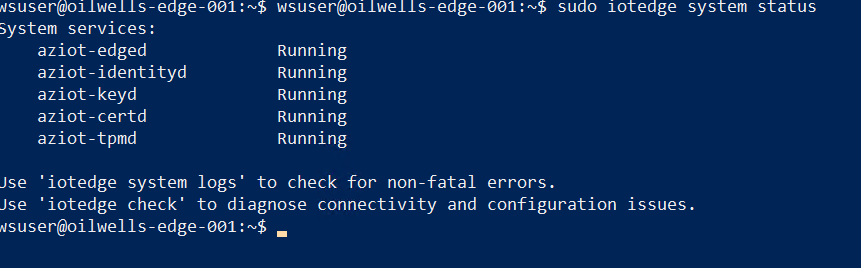 wsuser@oilwells-edge-001:~$ wsuser@oilwells-edge-001:~$ sudo iotedge system status
System services:
    aziot-edged             Running
    aziot-identityd         Running
    aziot-keyd              Running
    aziot-certd             Running
    aziot-tpmd              Running

Use 'iotedge system logs' to check for non-fatal errors.
Use 'iotedge check' to diagnose connectivity and configuration issues.
wsuser@oilwells-edge-001:~$